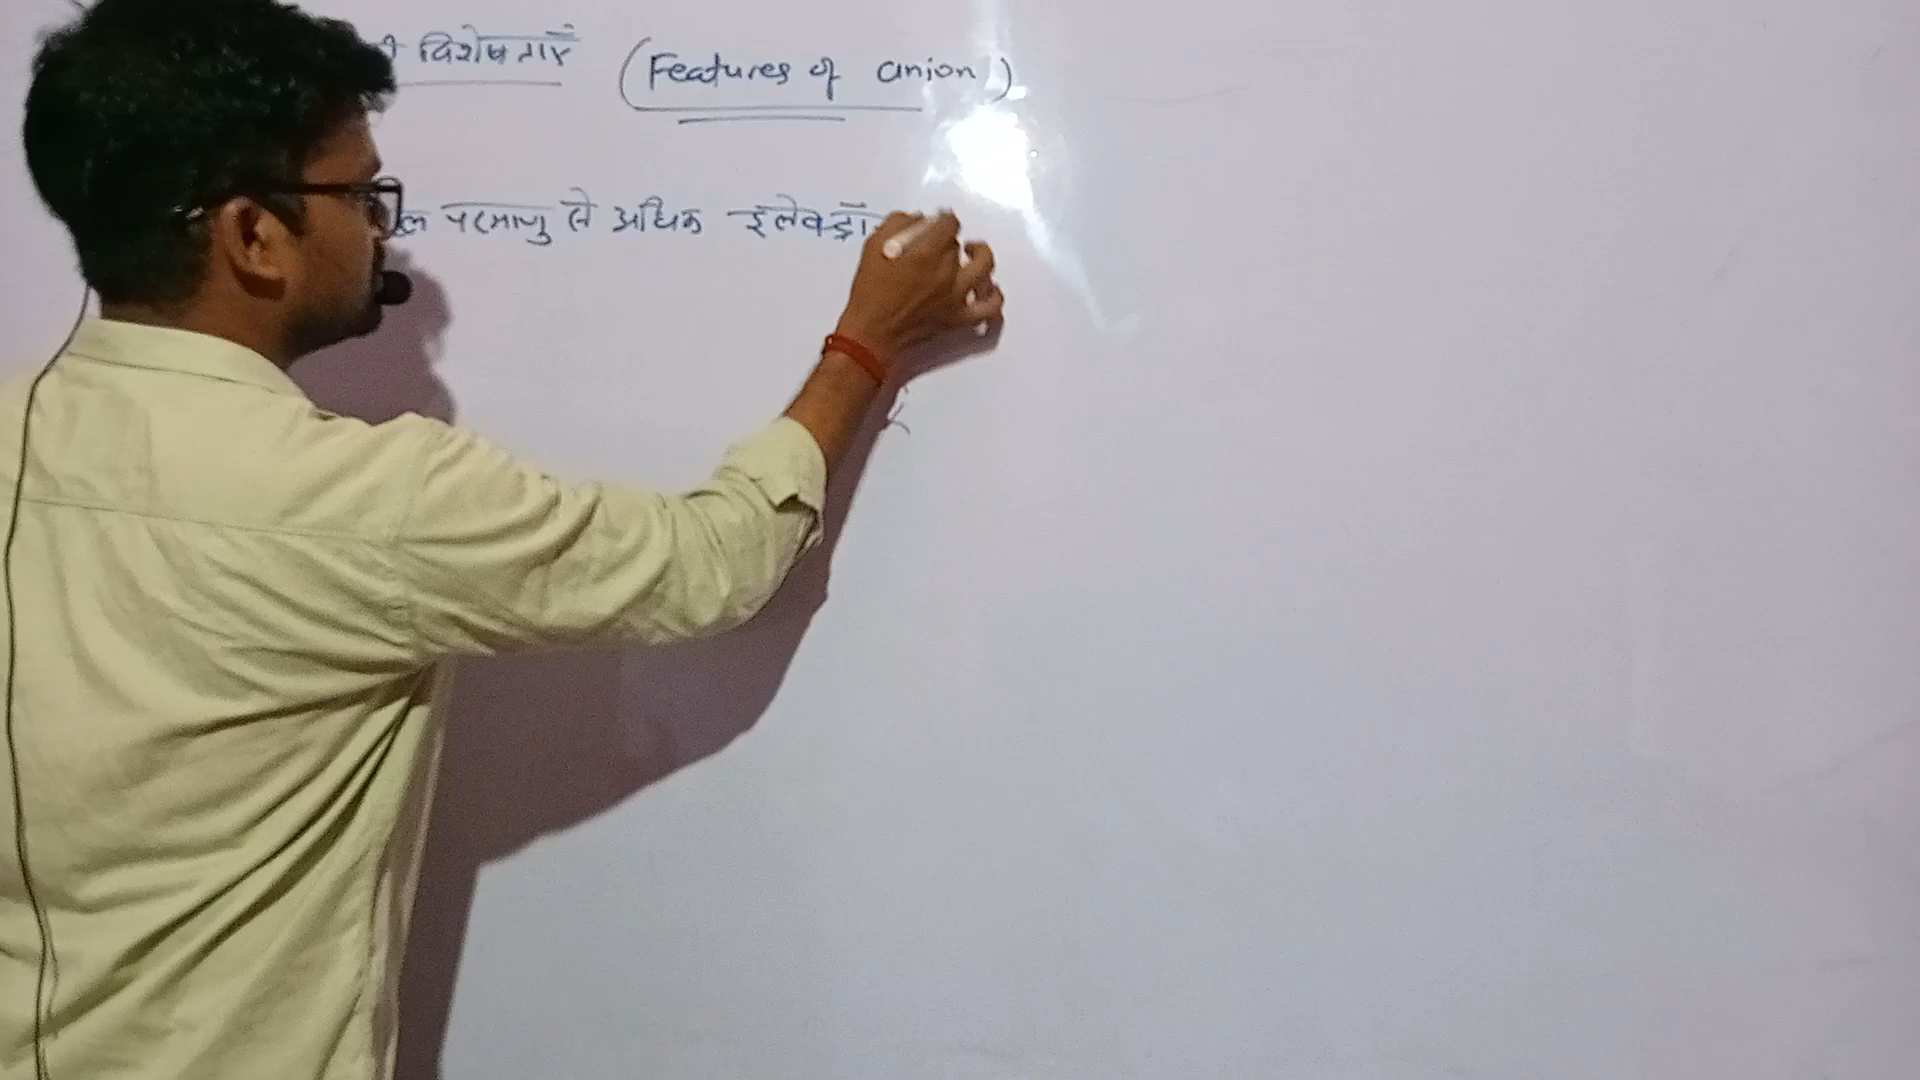 विशेषताएँ (Features of anion)
परमाणु से अधिक इलेक्ट्रॉ